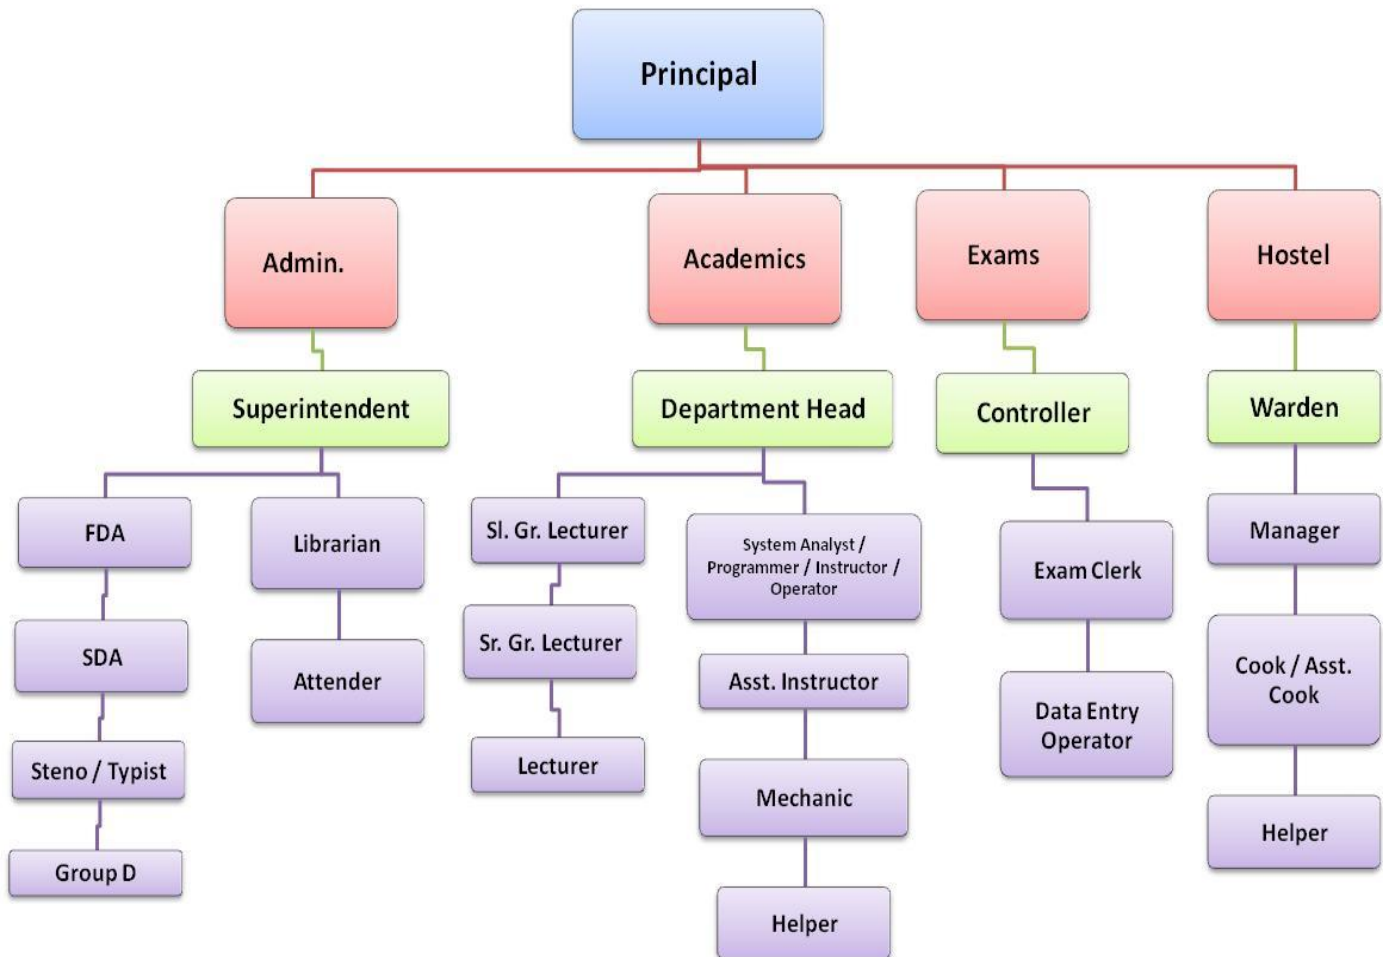 Principal
Admin.
Academics
Exams
Hostel
Superintendent
Department Head
Controller
Warden
FDA
Librarian
Sl. Gr. Lecturer
System Analyst /
Programmer / Instructor /
Operator
Exam Clerk
Manager
SDA
Attender
Sr. Gr. Lecturer
Asst. Instructor
Data Entry
Operator
Cook / Asst.
Cook
Steno / Typist
Lecturer
Mechanic
Helper
Group D
Helper